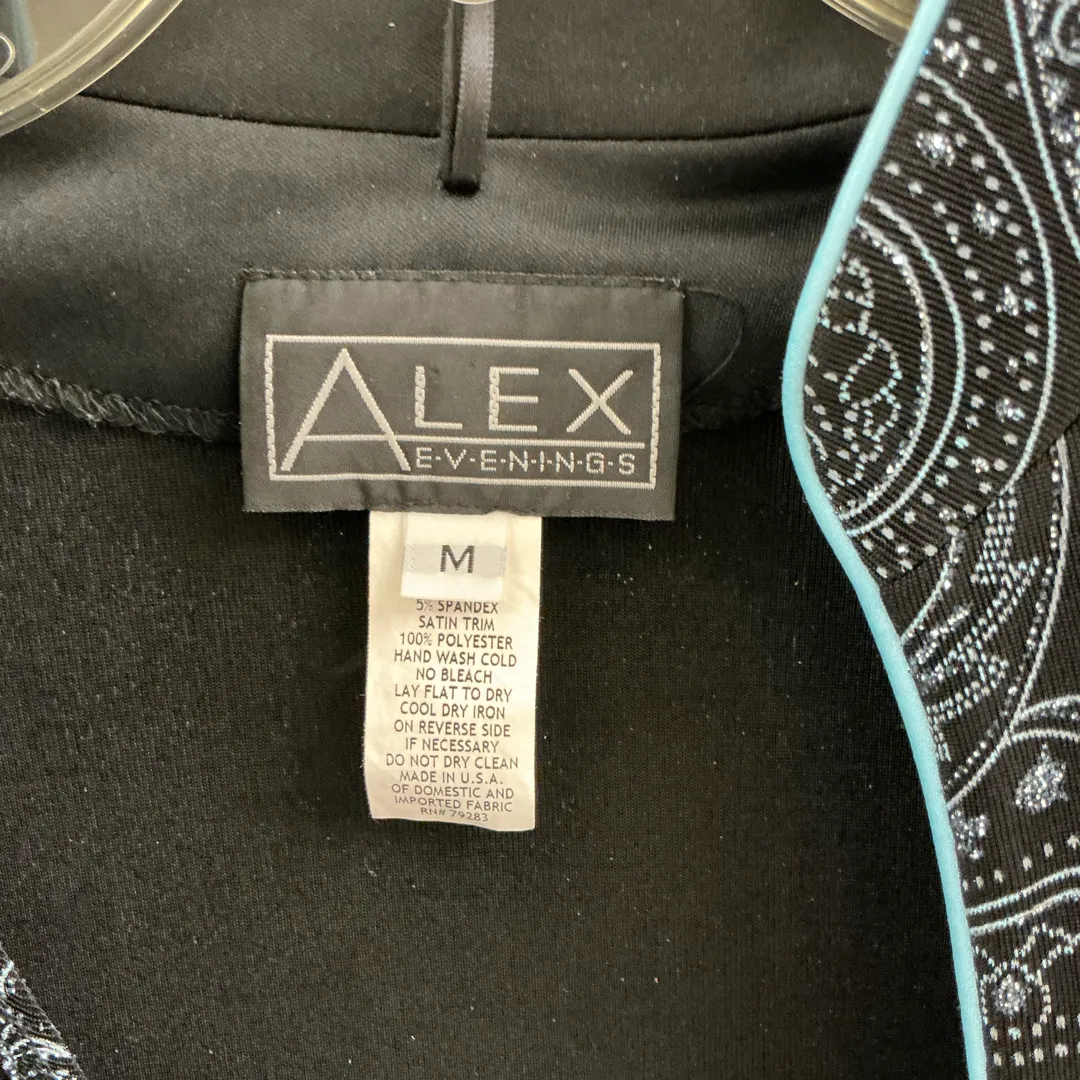 ALEX
E·V·E·N·I·N·G·S
M
5% SPANDEX
SATIN TRIM
100% POLYESTER
HAND WASH COLD
NO BLEACH
LAY FLAT TO DRY
COOL DRY IRON
ON REVERSE SIDE
IF NECESSARY
DO NOT DRY CLEAN
MADE IN U.S.A.
OF DOMESTIC AND
IMPORTED FABRIC
RN# 79283